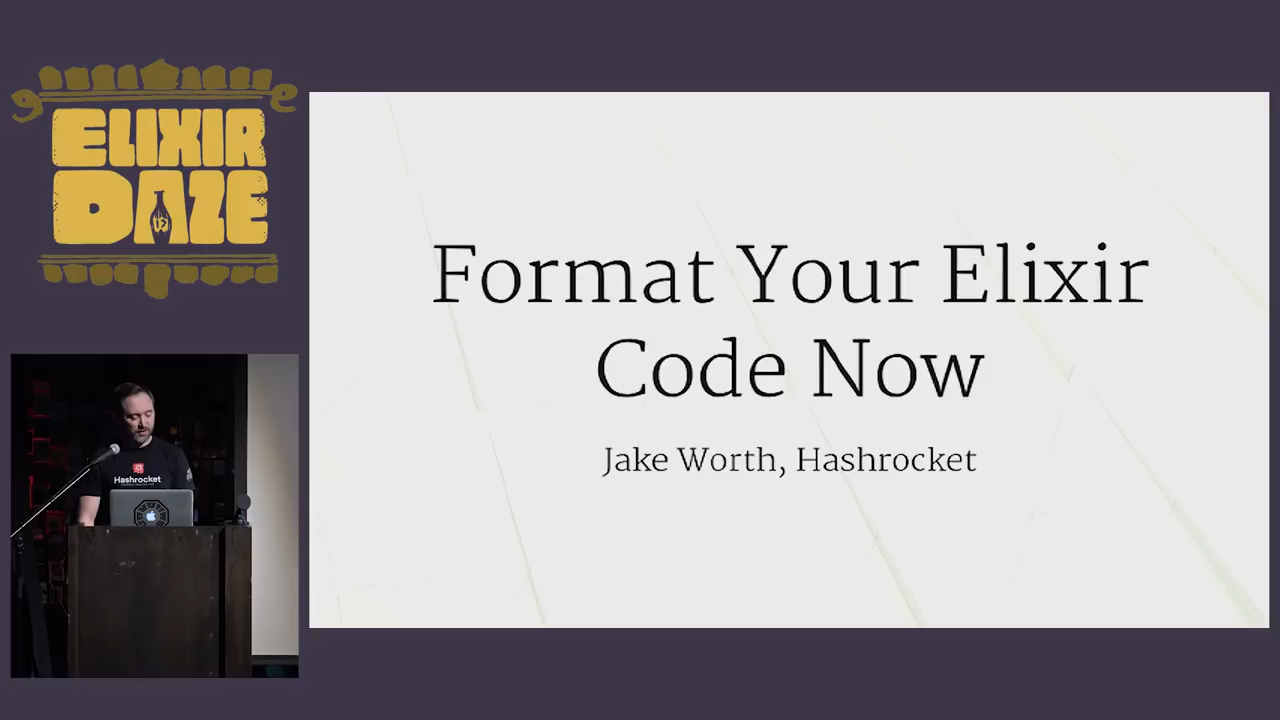 ELIXIR
DAZE
Format Your Elixir
Code Now
Jake Worth, Hashrocket
Hashrocket